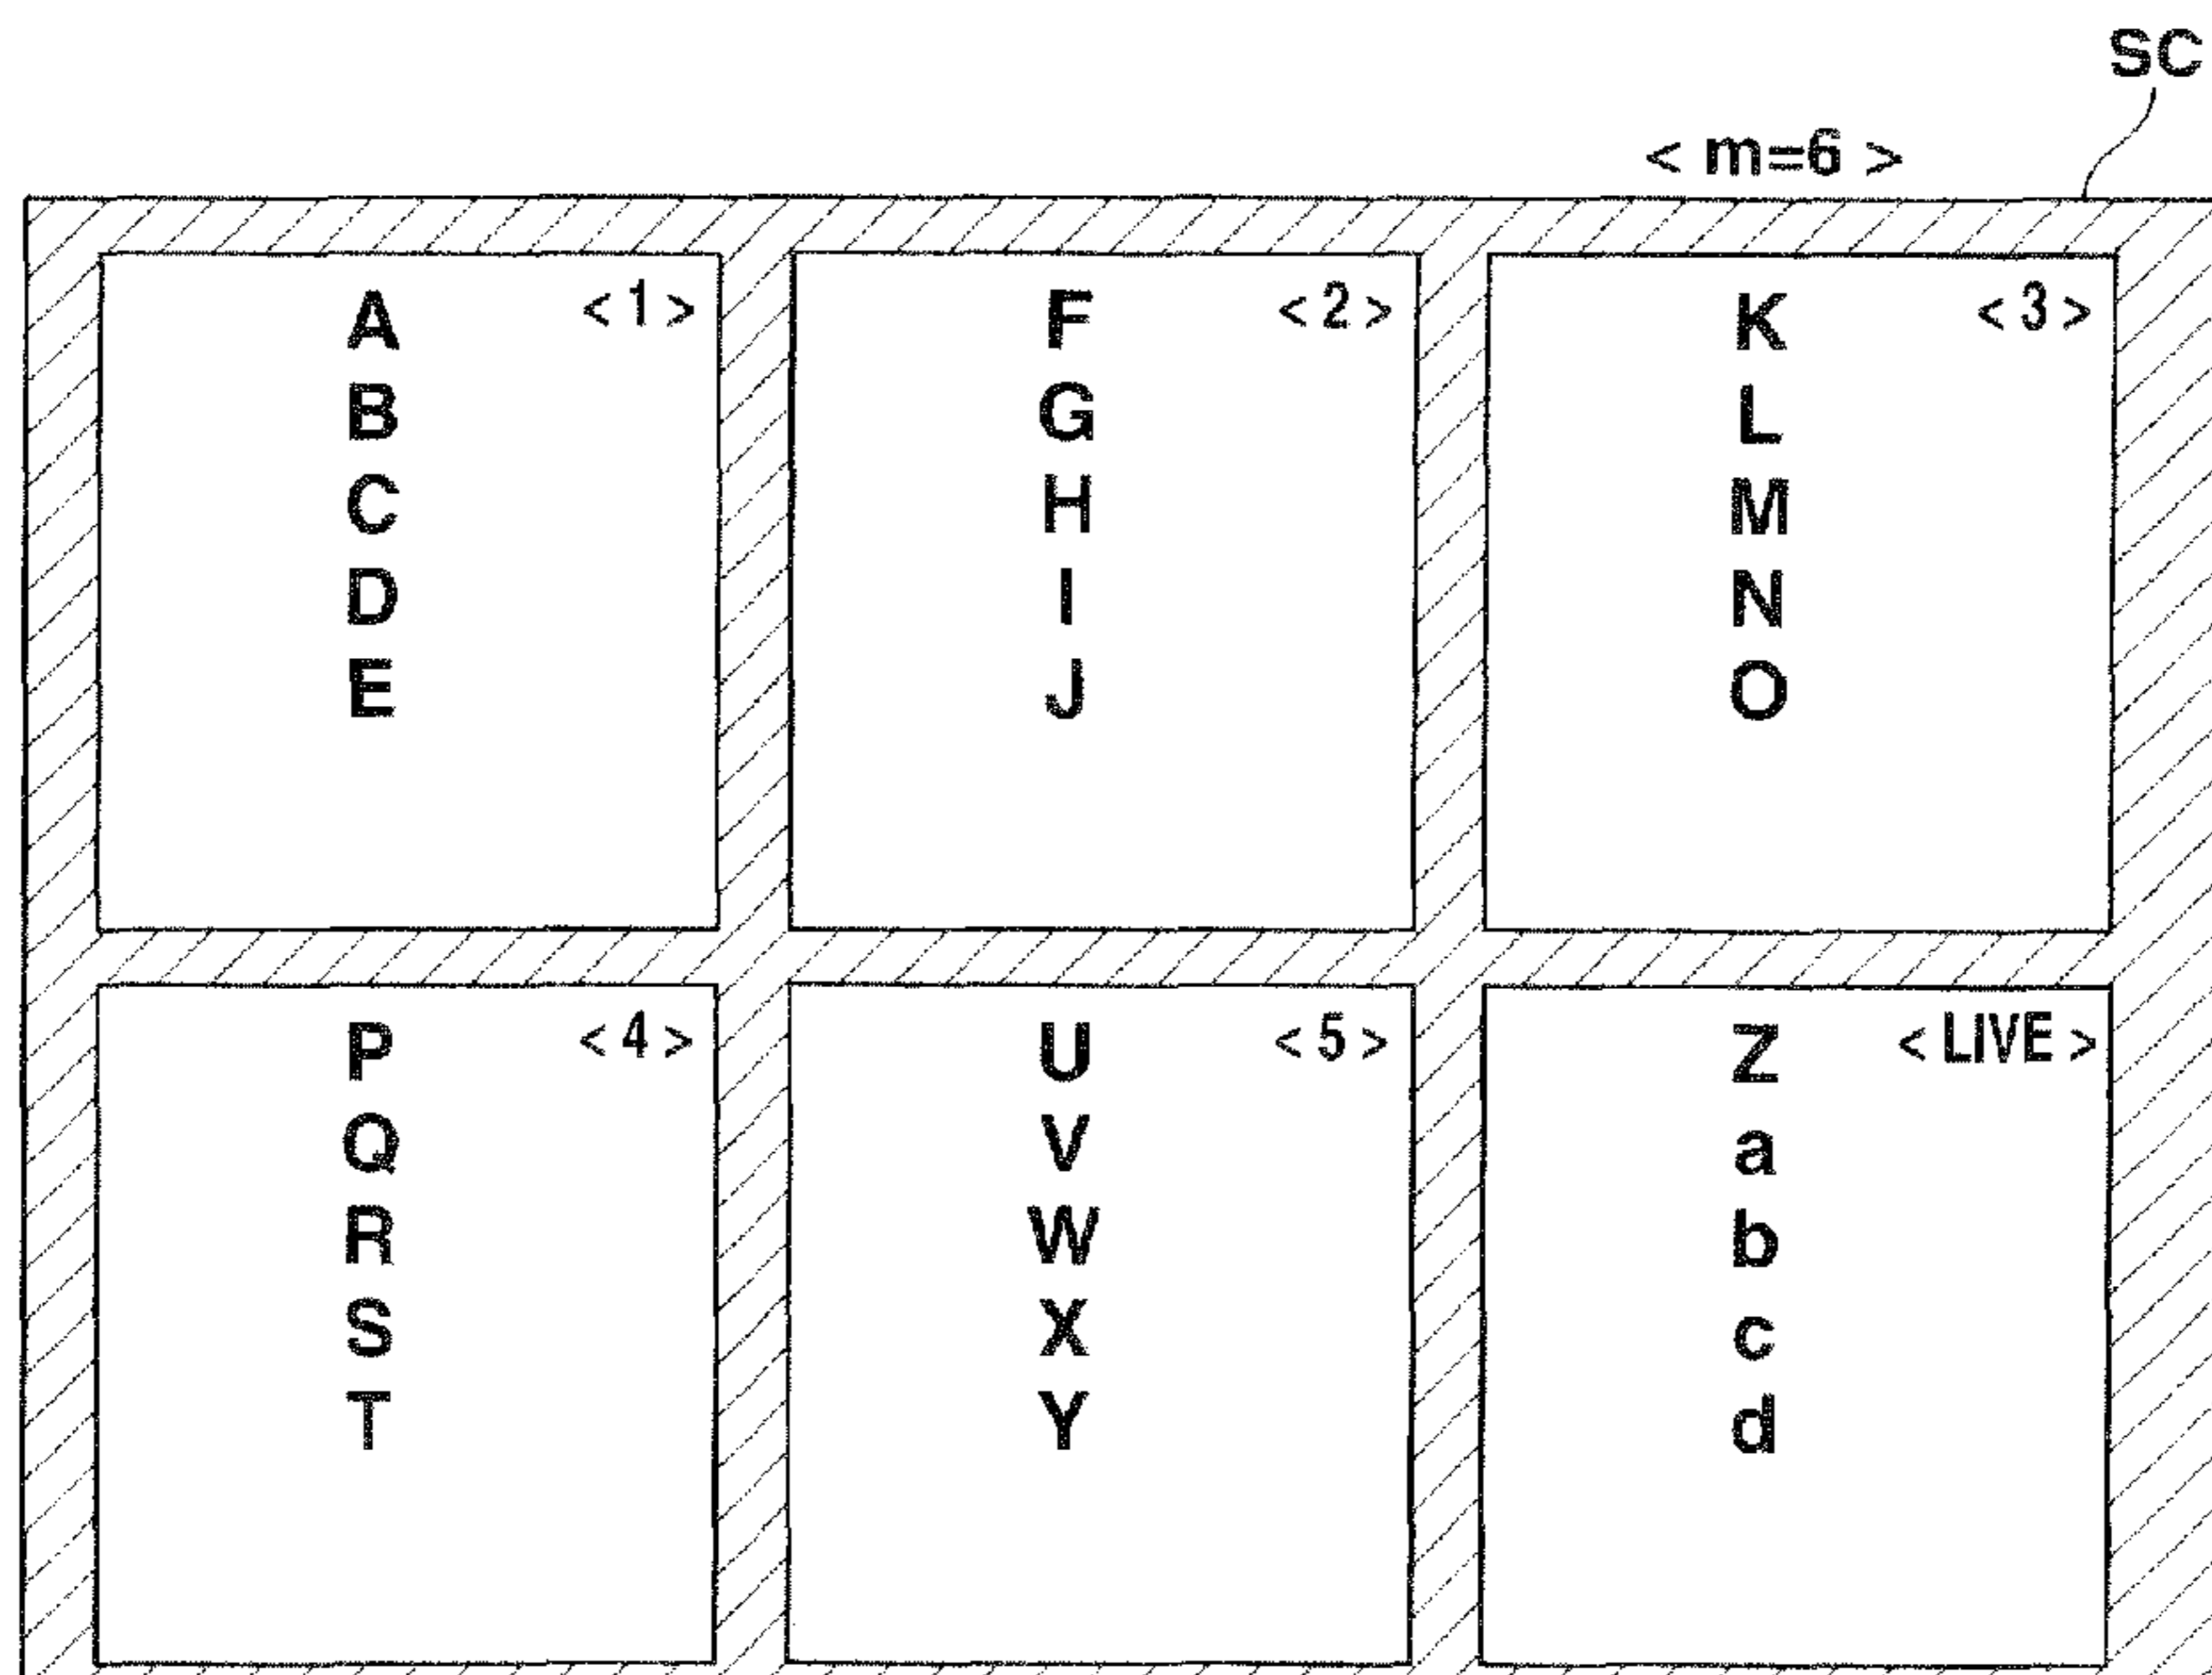 SC
< m=6 >
< 1 >
A
B
C
D
E
< 2 >
F
G
H
I
J
< 3 >
K
L
M
N
O
< 4 >
P
Q
R
S
T
< 5 >
U
V
W
X
Y
< LIVE >
Z
a
b
c
d